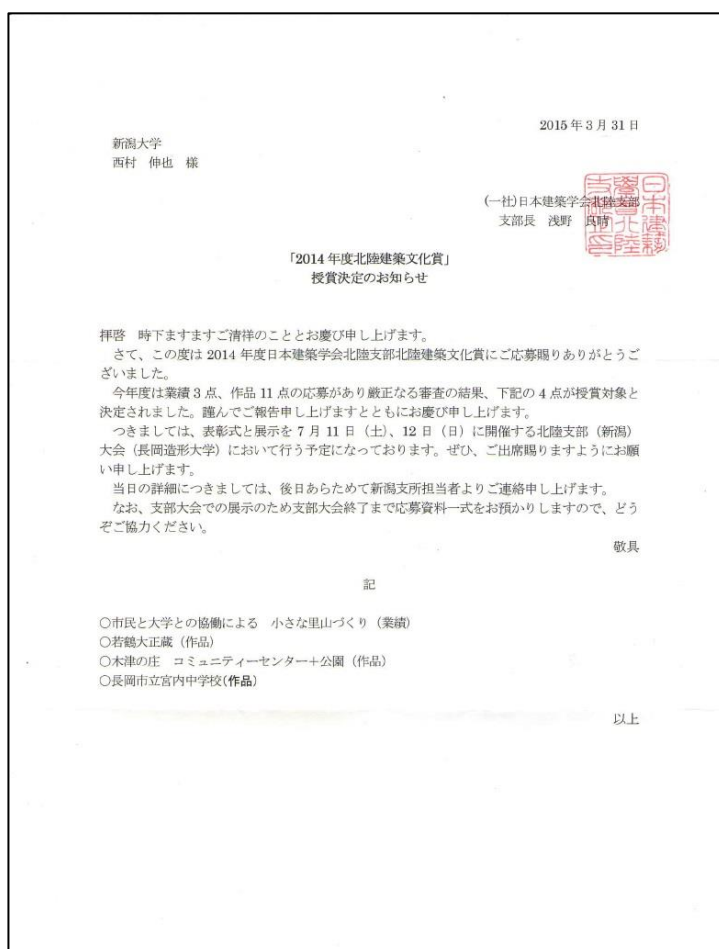 2015年3月31日
新潟大学
西村 伸也 様
(一社)日本建築学会北陸支部
支部長 浅野 良晴
「2014年度北陸建築文化賞」
授賞決定のお知らせ
拝啓 時下ますますご清祥のこととお慶び申し上げます。
さて、この度は2014年度日本建築学会北陸支部北陸建築文化賞にご応募賜りありがとうご
ざいました。
今年度は業績3点、作品11点の応募があり厳正なる審査の結果、下記の4点が授賞対象と
決定されました。謹んでご報告申し上げますとともにお慶び申し上げます。
つきましては、表彰式と展示を7月11日（土）、12日（日）に開催する北陸支部（新潟）
大会（長岡造形大学）において行う予定になっております。ぜひ、ご出席賜りますようにお願
い申し上げます。
当日の詳細につきましては、後日あらためて新潟支所担当者よりご連絡申し上げます。
なお、支部大会での展示のため支部大会終了まで応募資料一式をお預かりしますので、どう
ぞご協力ください。
敬具
記
○市民と大学との協働による 小さな里山づくり（業績）
○若鶴大正蔵（作品）
○木津の庄 コミュニティーセンター＋公園（作品）
○長岡市立宮内中学校(作品)
以上